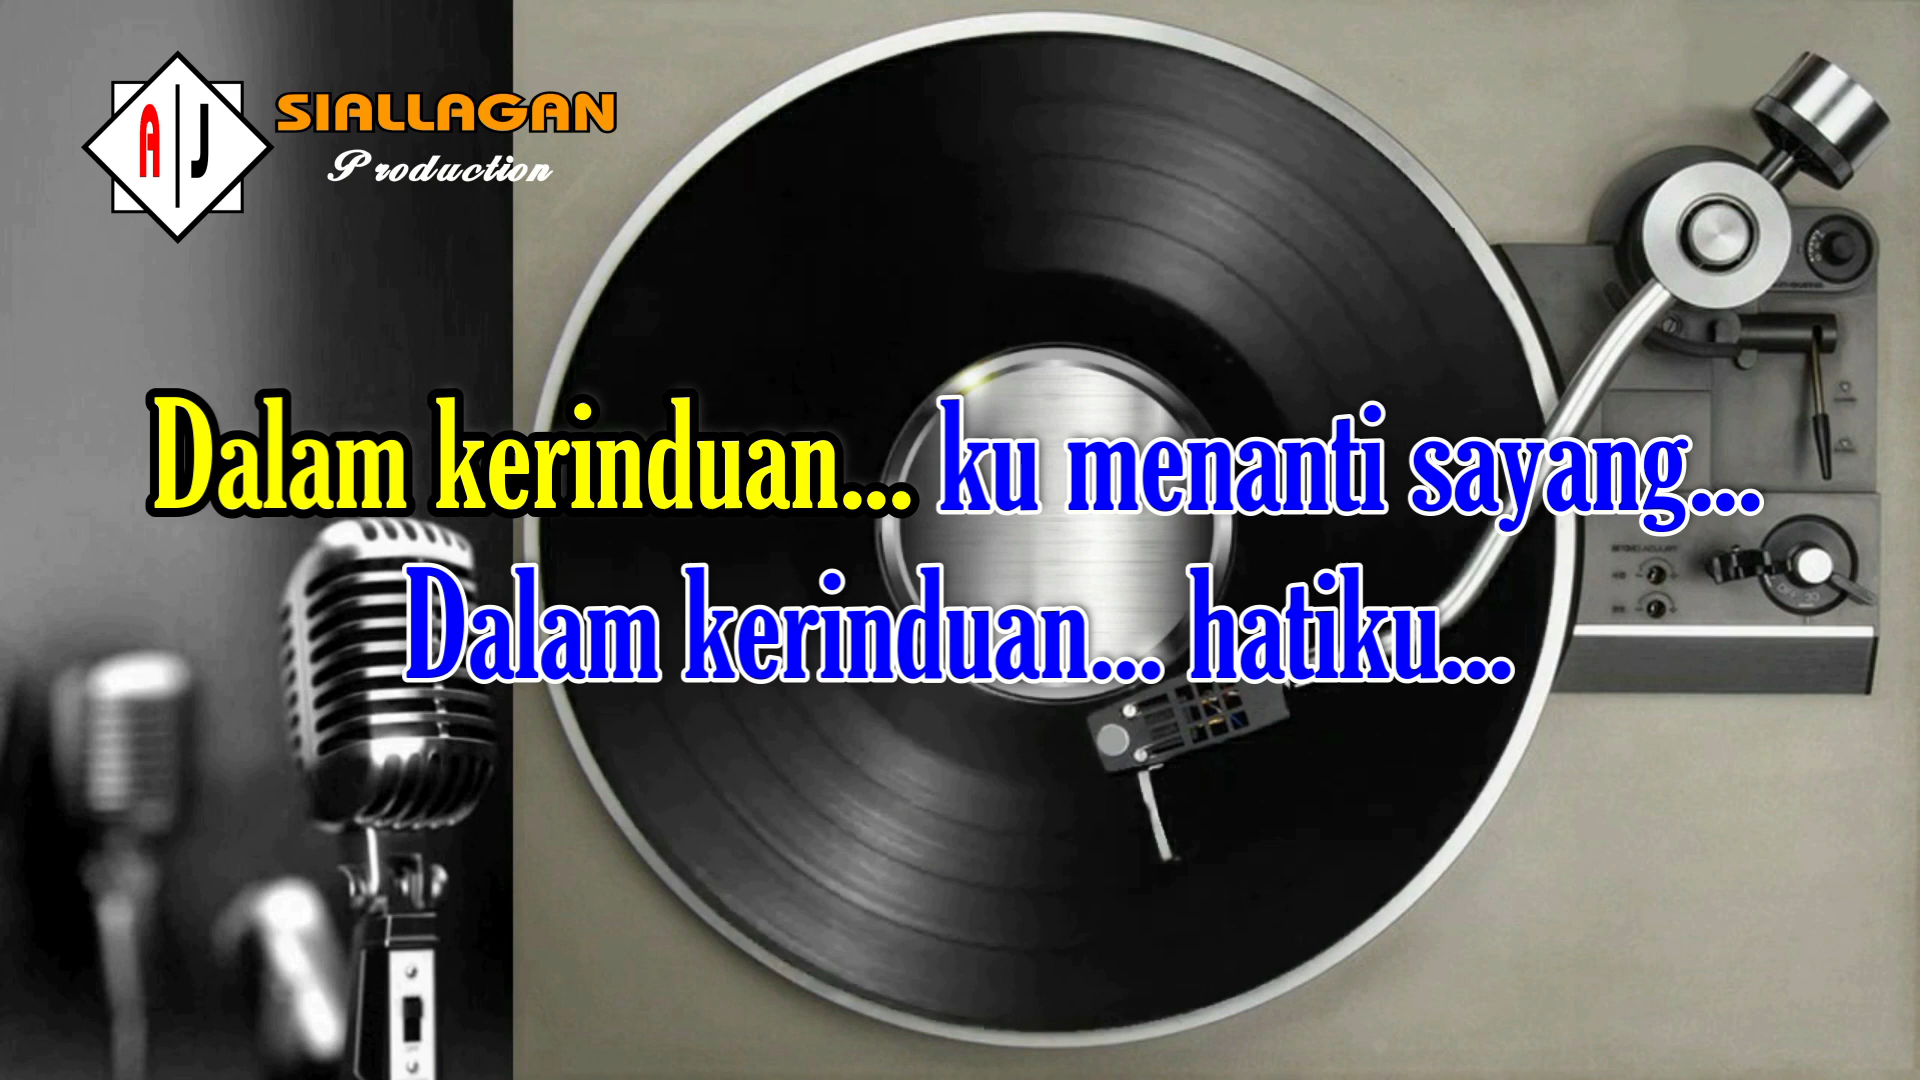 A J
SIALLAGAN
Production
Dalam kerinduan... ku menanti sayang...
Dalam kerinduan... hatiku...